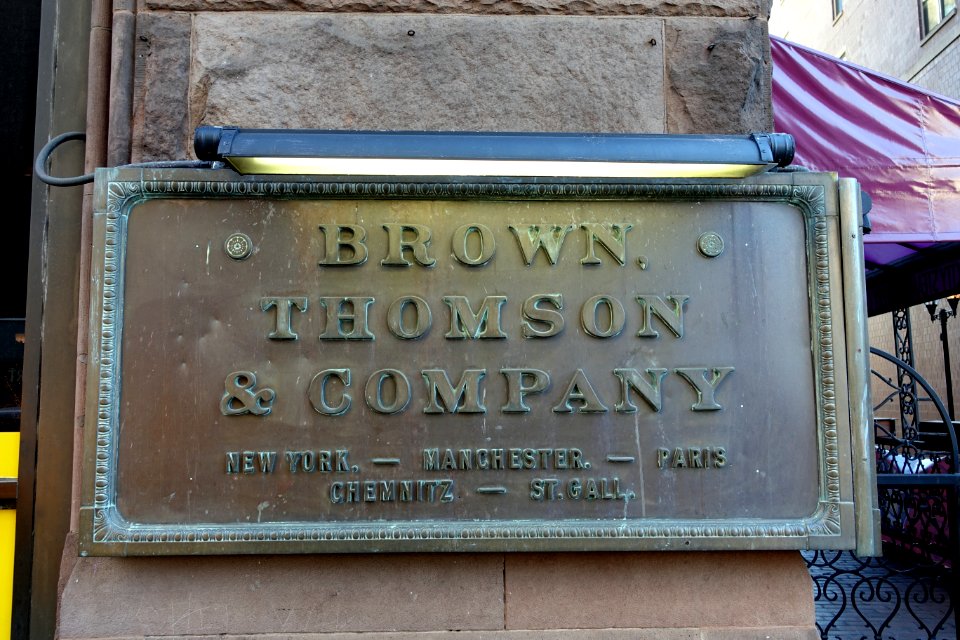 BROWN,
THOMSON
& COMPANY
NEW YORK. — MANCHESTER. — PARIS
CHEMNITZ. — ST. GALL.